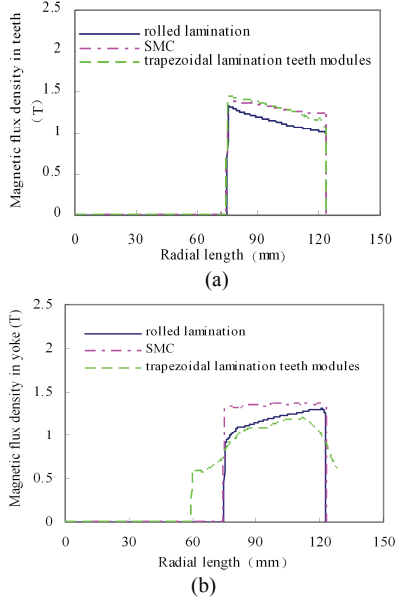 (a)
Magnetic flux density in teeth
(T)
2.5
2
1.5
1
0.5
0
rolled lamination
SMC
trapezoidal lamination teeth modules
0 30 60 90 120 150
Radial length (mm)
(a)
Magnetic flux density in yoke (T)
2.5
2
1.5
1
0.5
0
rolled lamination
SMC
trapezoidal lamination teeth modules
0 30 60 90 120 150
Radial length (mm)
(b)